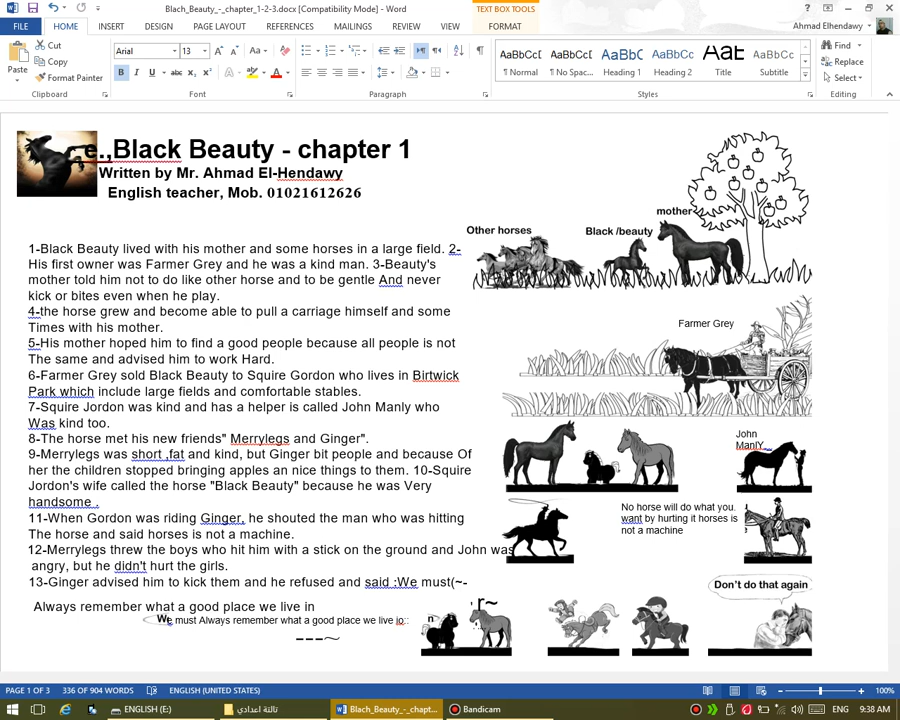 Blach_Beauty_-_chapter_1-2-3.docx [Compatibility Mode] - Word
TEXT BOX TOOLS
FILE HOME INSERT DESIGN PAGE LAYOUT REFERENCES MAILINGS REVIEW VIEW FORMAT
Ahmad Elhendawy
Paste
Cut
Copy
Format Painter
Clipboard
Arial 13
Font
Paragraph
AaBbCcI AaBbCcI AaBbC AaBbCc AaB AaBbCc
¶ Normal ¶ No Spac... Heading 1 Heading 2 Title Subtitle
Styles
Find
Replace
Select
Editing
e.,Black Beauty - chapter 1
Written by Mr. Ahmad El-Hendawy
English teacher, Mob. 01021612626
mother
Other horses
Black /beauty
1-Black Beauty lived with his mother and some horses in a large field. 2-
His first owner was Farmer Grey and he was a kind man. 3-Beauty's
mother told him not to do like other horse and to be gentle And never
kick or bites even when he play.
4-the horse grew and become able to pull a carriage himself and some
Times with his mother.
5-His mother hoped him to find a good people because all people is not
The same and advised him to work Hard.
6-Farmer Grey sold Black Beauty to Squire Gordon who lives in Birtwick
Park which include large fields and comfortable stables.
7-Squire Jordon was kind and has a helper is called John Manly who
Was kind too.
8-The horse met his new friends" Merrylegs and Ginger".
9-Merrylegs was short ,fat and kind, but Ginger bit people and because Of
her the children stopped bringing apples an nice things to them. 10-Squire
Jordon's wife called the horse "Black Beauty" because he was Very
handsome .
11-When Gordon was riding Ginger, he shouted the man who was hitting
The horse and said horses is not a machine.
12-Merrylegs threw the boys who hit him with a stick on the ground and John was
angry, but he didn't hurt the girls.
13-Ginger advised him to kick them and he refused and said :We must(~-
Always remember what a good place we live in
We must Always remember what a good place we live io::
Farmer Grey
John
ManlY
No horse will do what you.
want by hurting it horses is
not a machine
Don't do that again
r~
n
---~
PAGE 1 OF 3 336 OF 904 WORDS ENGLISH (UNITED STATES) 100%
ENGLISH (E:)
تالتة اعدادي
Blach_Beauty_-_chapt...
Bandicam
ENG 9:38 AM